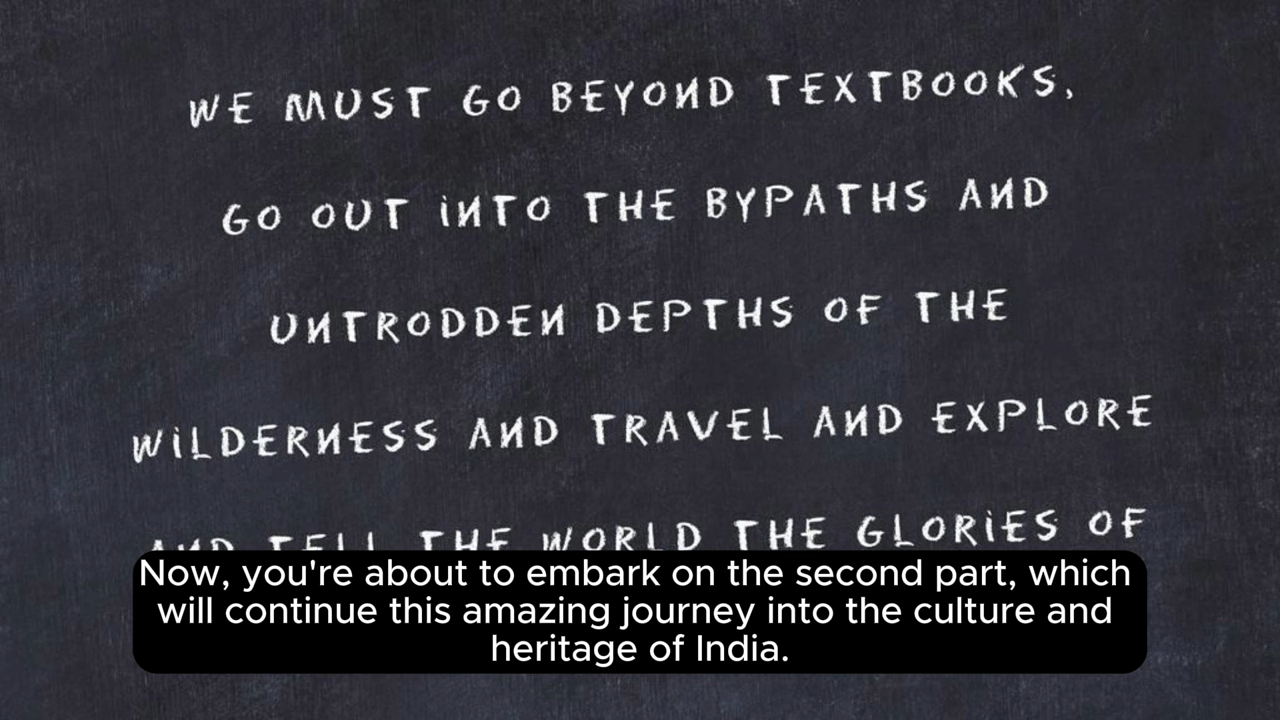 WE MUST GO BEYOND TEXTBOOKS,
GO OUT INTO THE BYPATHS AND
UNTRODDEN DEPTHS OF THE
WILDERNESS AND TRAVEL AND EXPLORE
AND TELL THE WORLD THE GLORIES OF
Now, you're about to embark on the second part, which
will continue this amazing journey into the culture and
heritage of India.